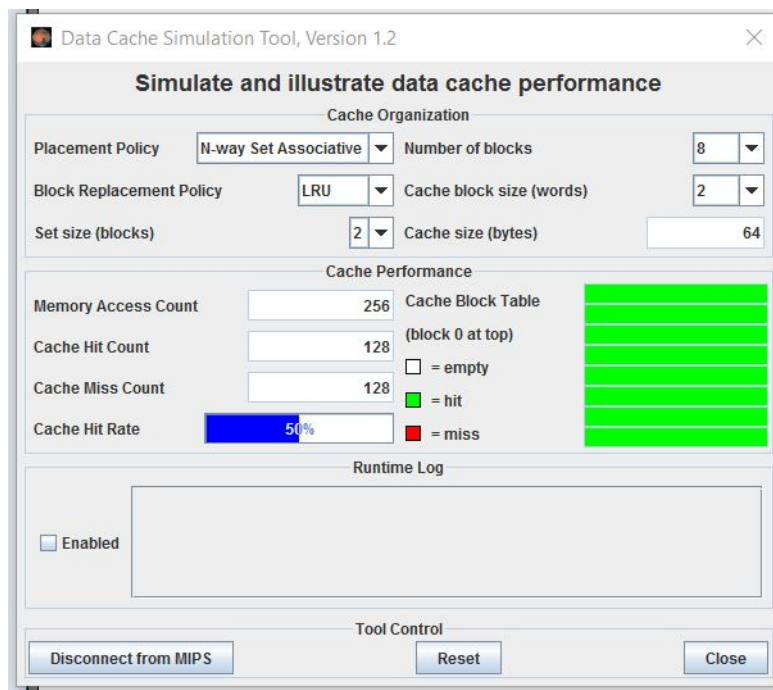 Data Cache Simulation Tool, Version 1.2
Simulate and illustrate data cache performance
Cache Organization
Placement Policy N-way Set Associative Number of blocks 8
Block Replacement Policy LRU Cache block size (words) 2
Set size (blocks) 2 Cache size (bytes) 64
Cache Performance
Memory Access Count 256 Cache Block Table
(block 0 at top)
Cache Hit Count 128
= empty
Cache Miss Count 128
= hit
Cache Hit Rate 50% = miss
Runtime Log
Enabled
Tool Control
Disconnect from MIPS Reset Close